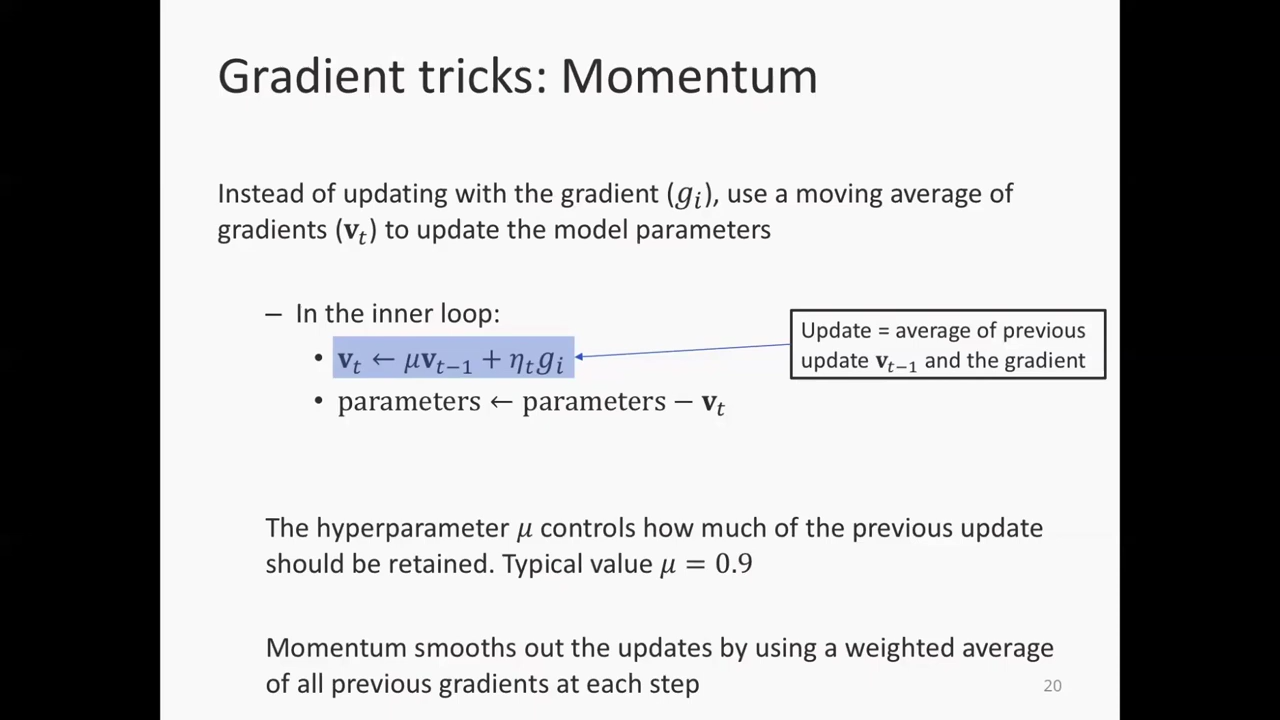 Gradient tricks: Momentum
Instead of updating with the gradient (gᵢ), use a moving average of
gradients (𝐯ₜ) to update the model parameters
– In the inner loop:
• 𝐯ₜ ← μ𝐯ₜ₋₁ + ηₜgᵢ
Update = average of previous
update 𝐯ₜ₋₁ and the gradient
• parameters ← parameters − 𝐯ₜ
The hyperparameter μ controls how much of the previous update
should be retained. Typical value μ = 0.9
Momentum smooths out the updates by using a weighted average
of all previous gradients at each step
20